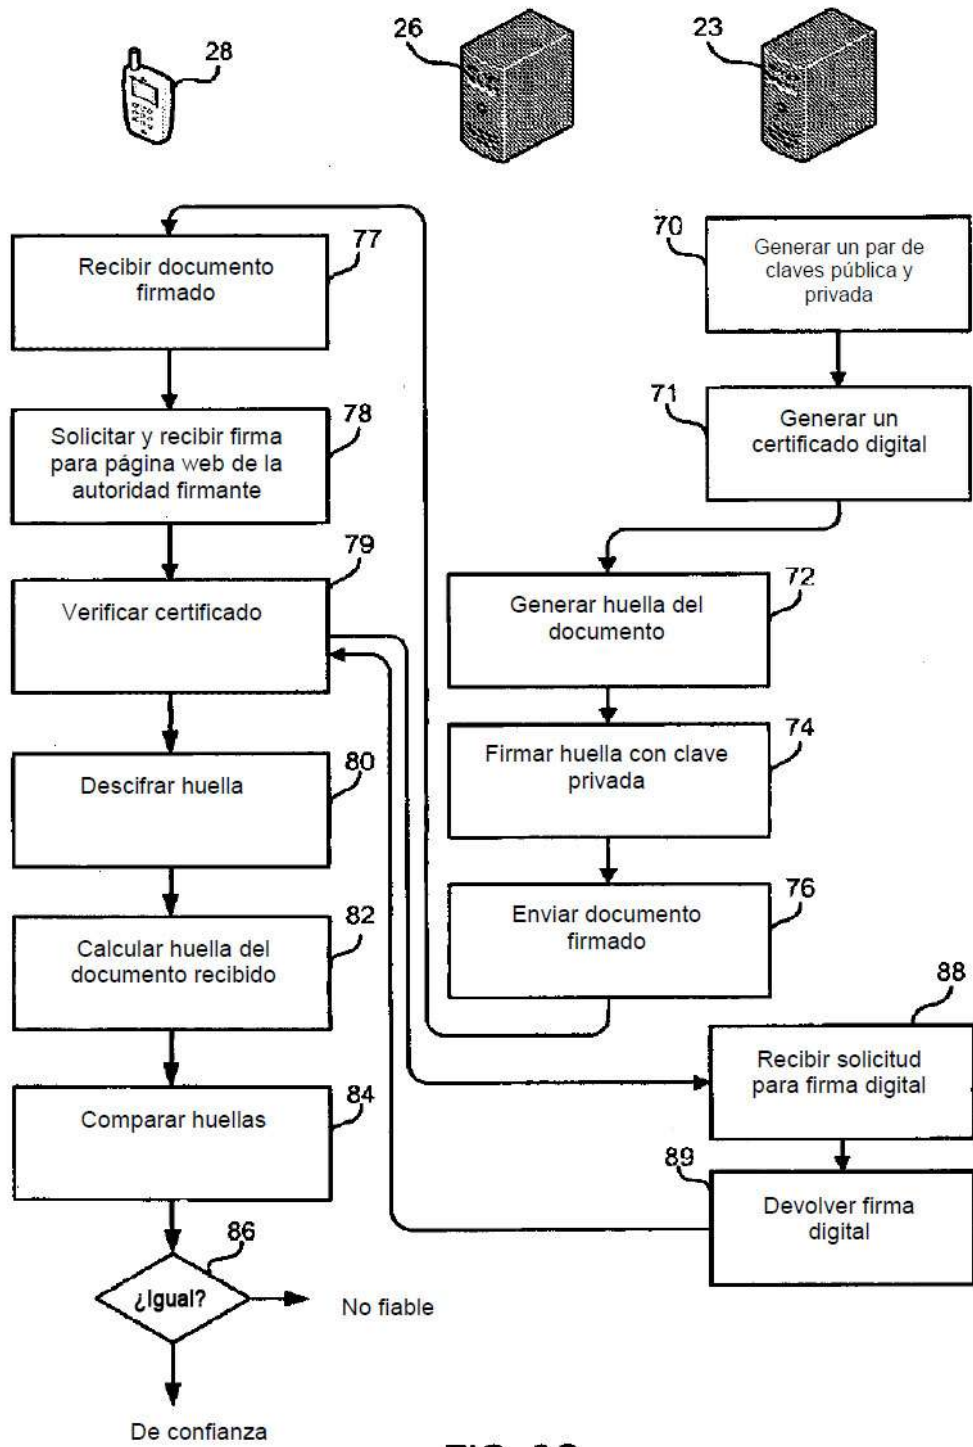 28
26
23
77
Recibir documento
firmado
70
Generar un par de
claves pública y
privada
78
Solicitar y recibir firma
para página web de la
autoridad firmante
71
Generar un
certificado digital
79
Verificar certificado
72
Generar huella del
documento
80
Descifrar huella
74
Firmar huella con clave
privada
82
Calcular huella del
documento recibido
76
Enviar documento
firmado
84
Comparar huellas
88
Recibir solicitud
para firma digital
89
Devolver firma
digital
86
¿Igual?
No fiable
De confianza